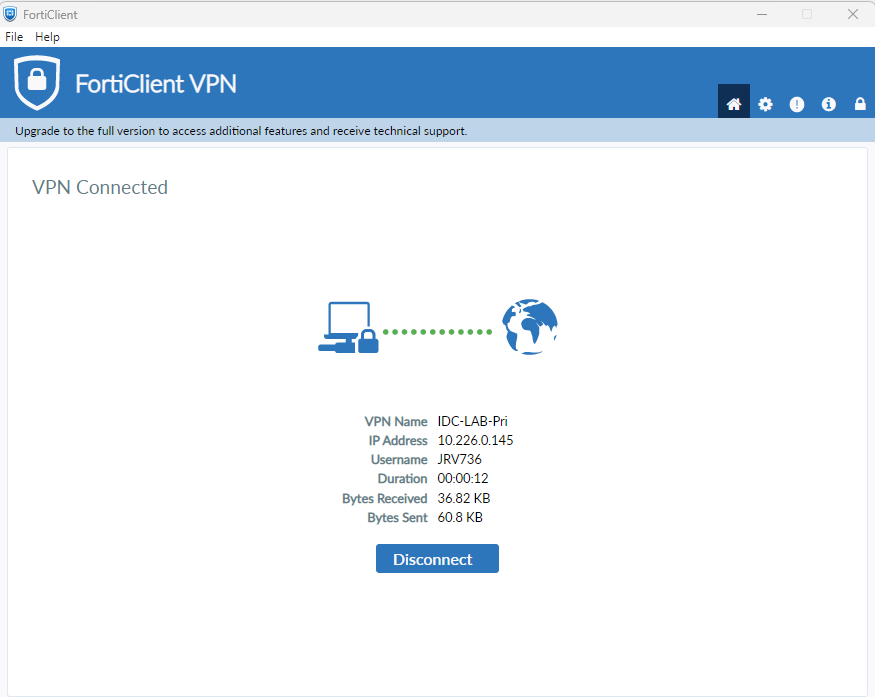 FortiClient
File Help
FortiClient VPN
Upgrade to the full version to access additional features and receive technical support.
VPN Connected
VPN Name IDC-LAB-Pri
IP Address 10.226.0.145
Username JRV736
Duration 00:00:12
Bytes Received 36.82 KB
Bytes Sent 60.8 KB
Disconnect